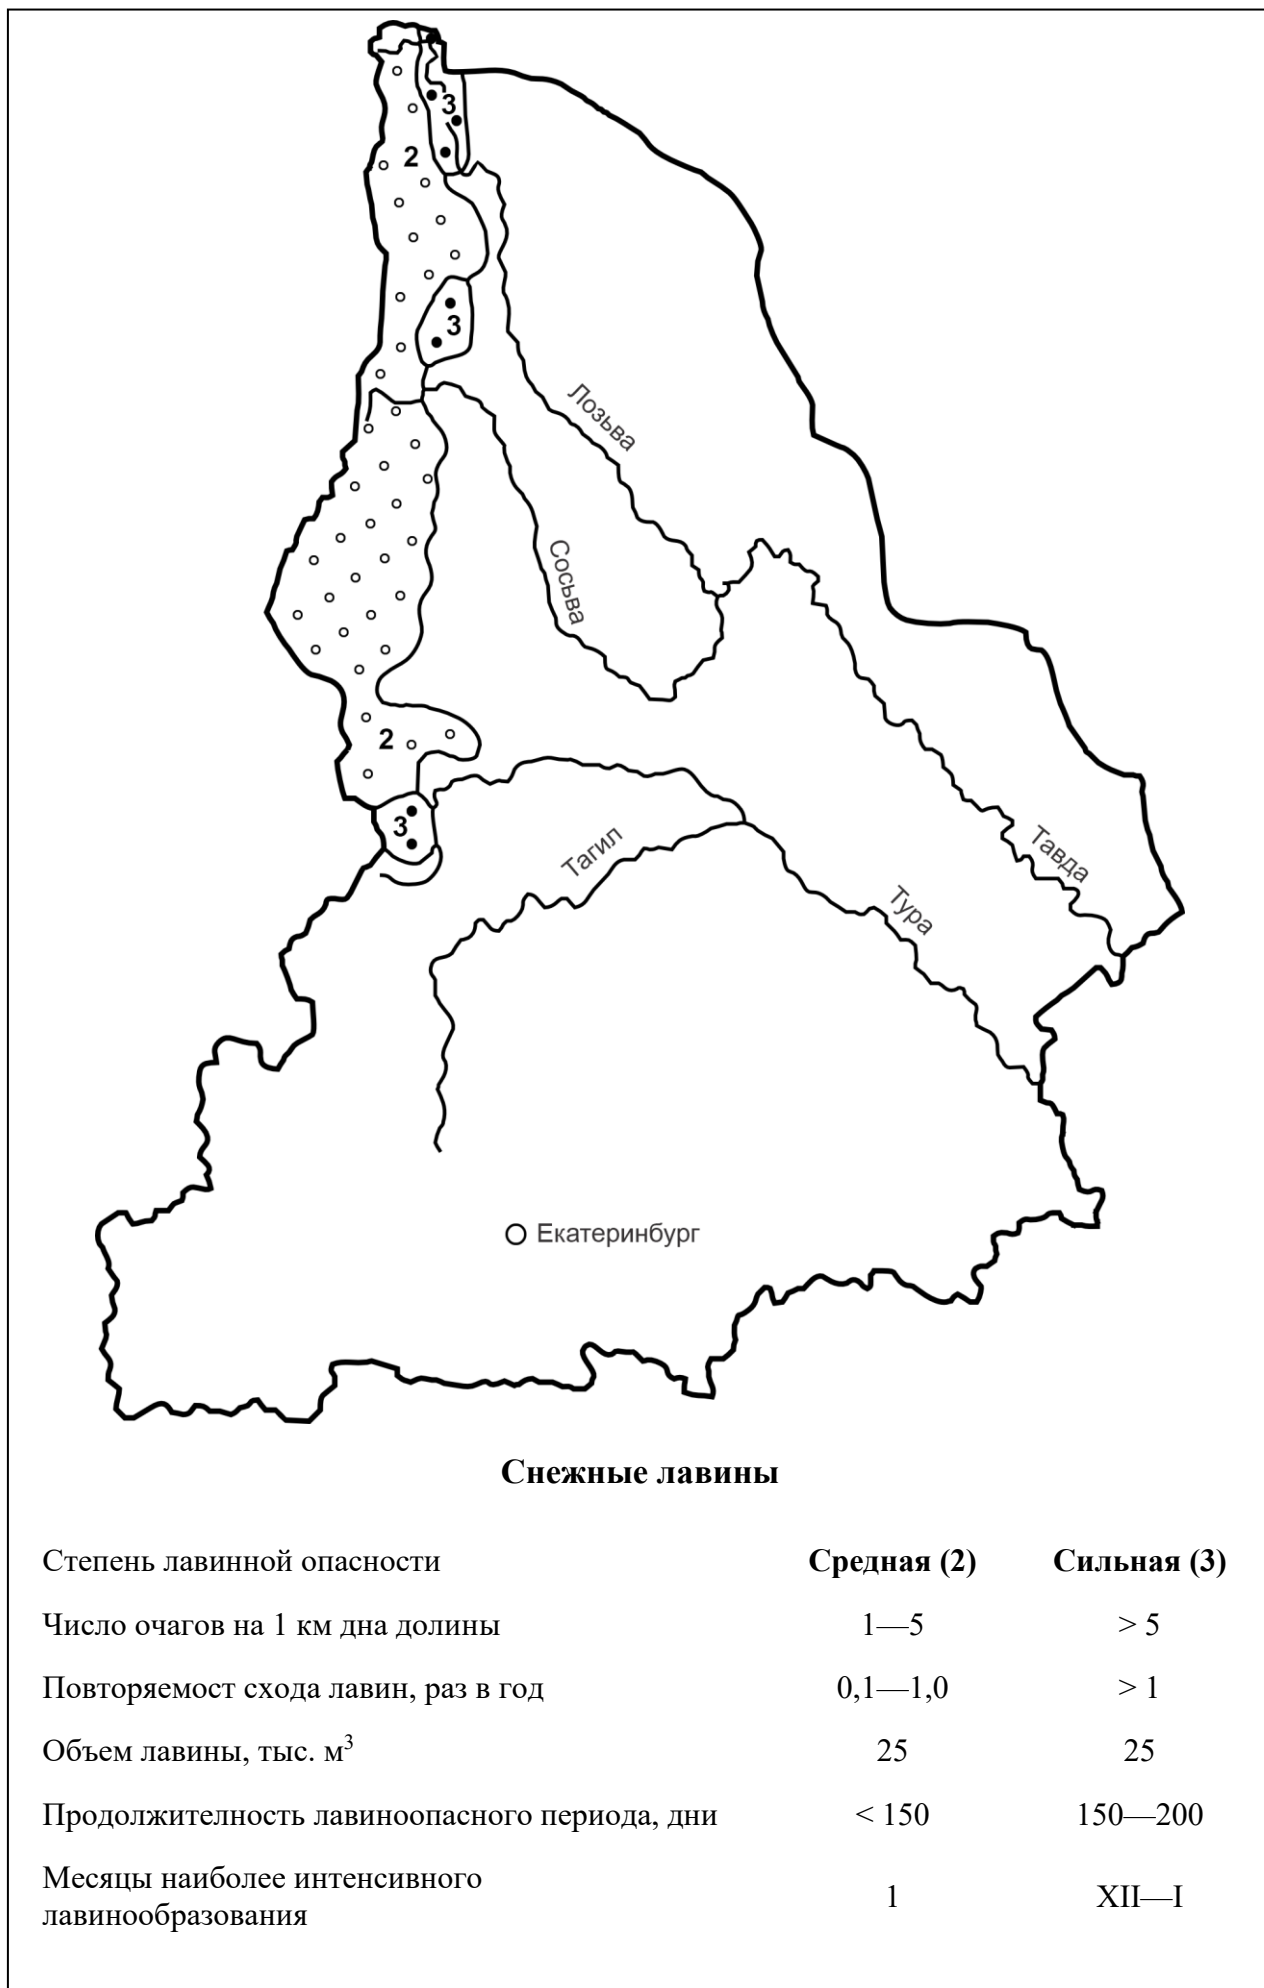 3
2
3
Лозьва
Сосьва
2
3
Тагил
Тавда
Тура
Екатеринбург
Снежные лавины
Степень лавинной опасности Средная (2) Сильная (3)
Число очагов на 1 км дна долины 1—5 > 5
Повторяемост схода лавин, раз в год 0,1—1,0 > 1
Объем лавины, тыс. м³ 25 25
Продолжителность лавиноопасного периода, дни < 150 150—200
Месяцы наиболее интенсивного
лавинообразования 1 XII—I